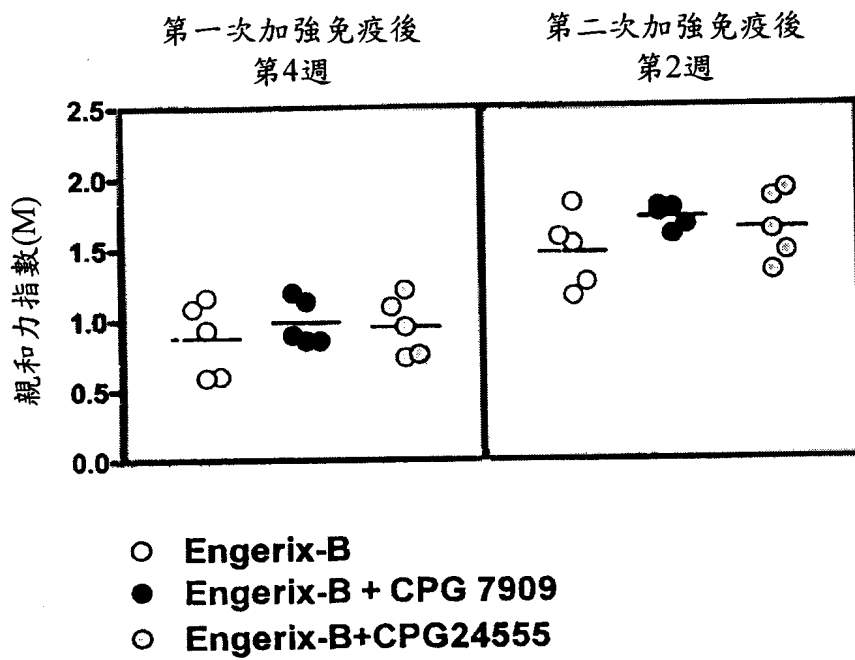 第一次加強免疫後
第4週
第二次加強免疫後
第2週
親和力指數(M)
2.5
2.0
1.5
1.0
0.5
0.0
Engerix-B
Engerix-B + CPG 7909
Engerix-B+CPG24555